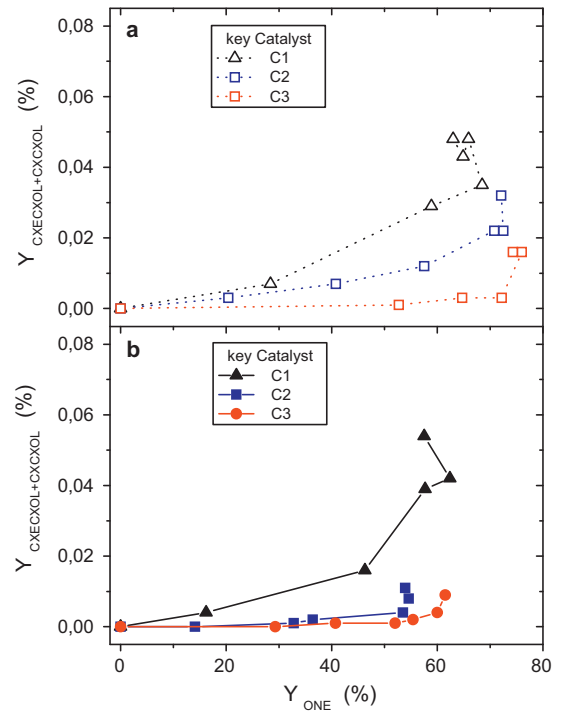 a
key Catalyst
C1
C2
C3
0,08
0,06
0,04
0,02
0,00
Y CXECXOL+CXCXOL (%)
b
key Catalyst
C1
C2
C3
0,08
0,06
0,04
0,02
0,00
Y CXECXOL+CXCXOL (%)
0 20 40 60 80
Y ONE (%)